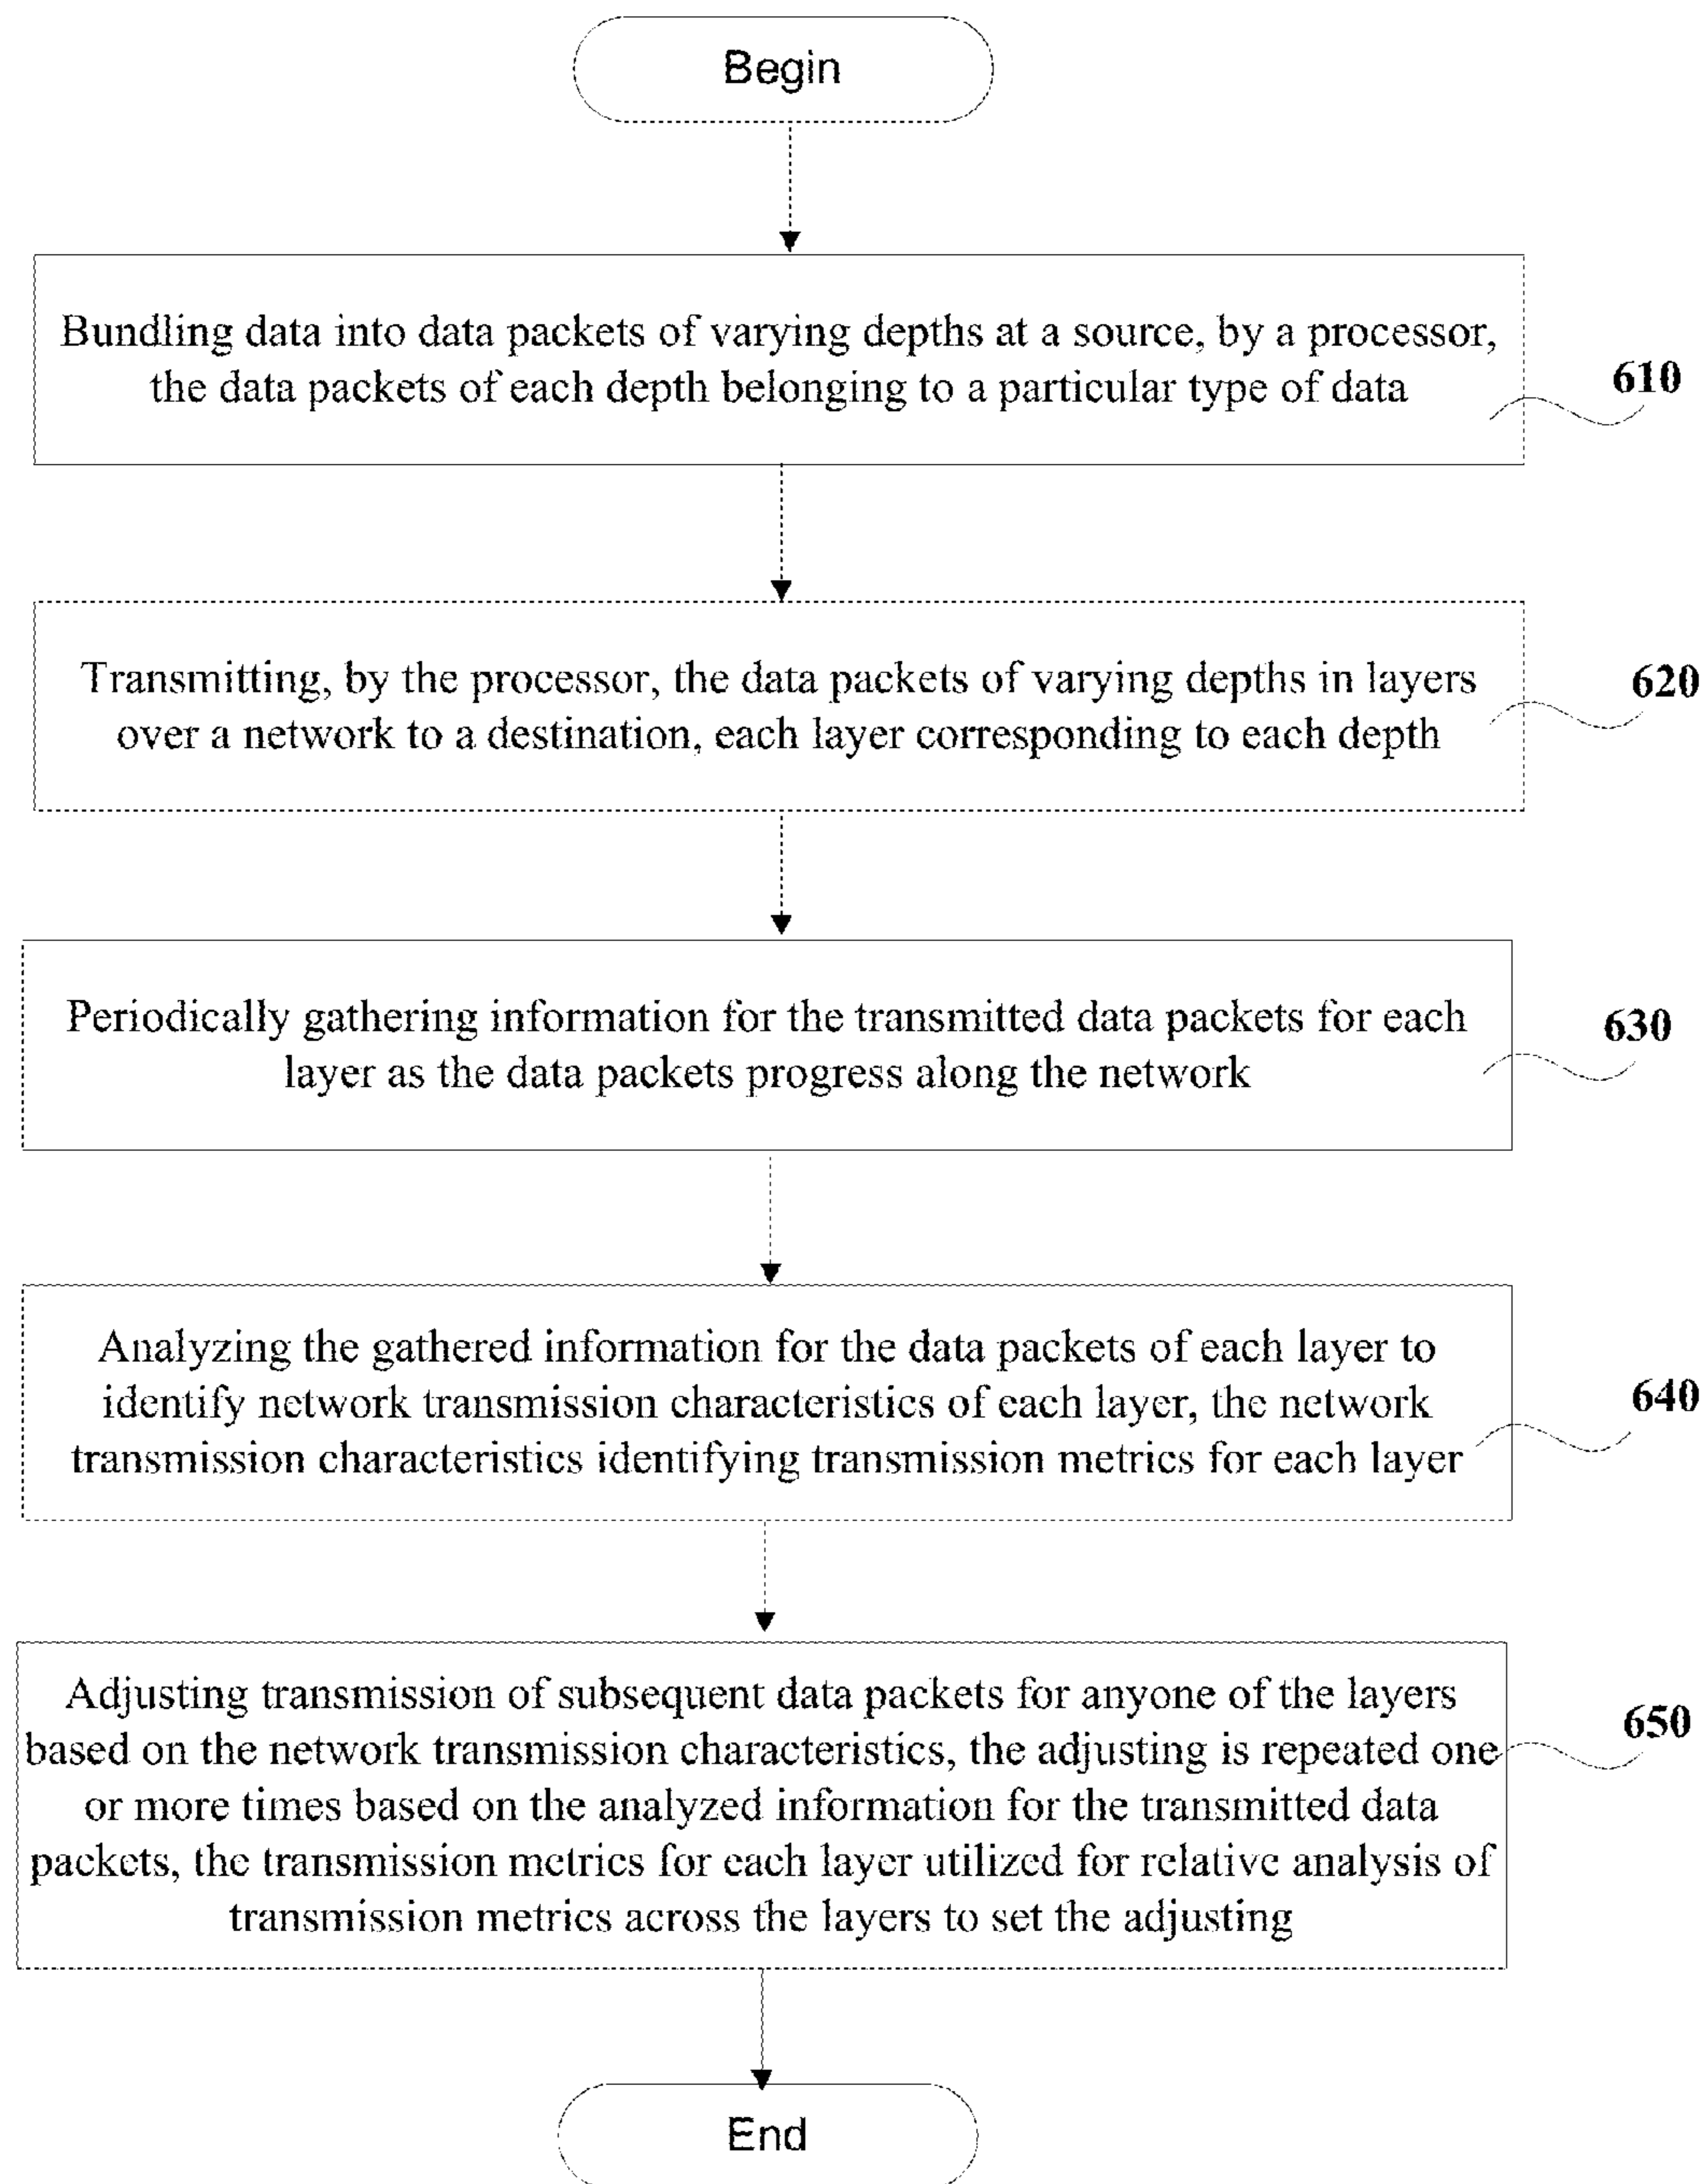 Begin
Bundling data into data packets of varying depths at a source, by a processor,
the data packets of each depth belonging to a particular type of data
610
Transmitting, by the processor, the data packets of varying depths in layers
over a network to a destination, each layer corresponding to each depth
620
Periodically gathering information for the transmitted data packets for each
layer as the data packets progress along the network
630
Analyzing the gathered information for the data packets of each layer to
identify network transmission characteristics of each layer, the network
transmission characteristics identifying transmission metrics for each layer
640
Adjusting transmission of subsequent data packets for anyone of the layers
based on the network transmission characteristics, the adjusting is repeated one
or more times based on the analyzed information for the transmitted data
packets, the transmission metrics for each layer utilized for relative analysis of
transmission metrics across the layers to set the adjusting
650
End